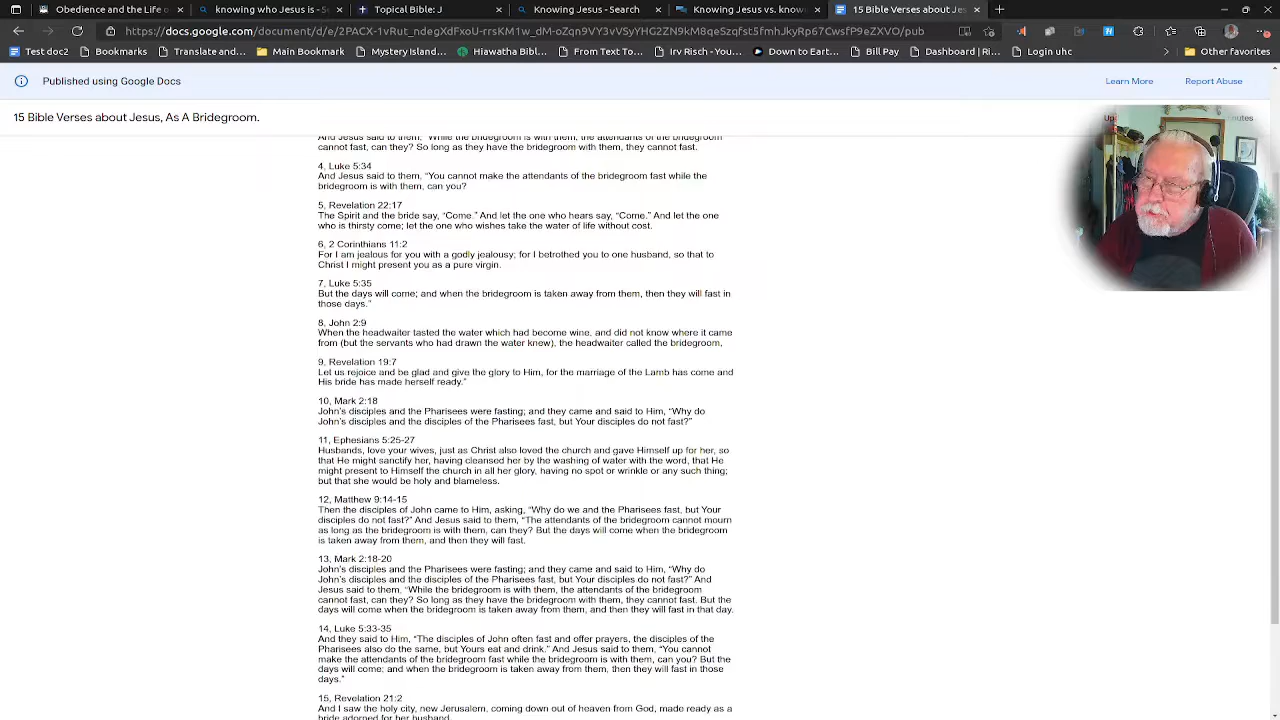 Obedience and the Life o
knowing who Jesus is - S
Topical Bible: J
Knowing Jesus - Search
Knowing Jesus vs. know
15 Bible Verses about Jes
https://docs.google.com/document/d/e/2PACX-1vRut_ndegXdFxoU-rrsKM1w_dM-oZqn9VY3vVSyYHG2ZN9kM8qeSzqfst5fmhJkyRp67CwsfP9eZXVO/pub
Test doc2 Bookmarks Translate and... Main Bookmark Mystery Island... Hiawatha Bibl... From Text To... Irv Risch - You... Down to Eart... Bill Pay Dashboard | Ri... Login uhc Other favorites
Published using Google Docs Learn More Report Abuse
15 Bible Verses about Jesus, As A Bridegroom.
And Jesus said to them, "While the bridegroom is with them, the attendants of the bridegroom
cannot fast, can they? So long as they have the bridegroom with them, they cannot fast.
4, Luke 5:34
And Jesus said to them, “You cannot make the attendants of the bridegroom fast while the
bridegroom is with them, can you?
5, Revelation 22:17
The Spirit and the bride say, “Come.” And let the one who hears say, “Come.” And let the one
who is thirsty come; let the one who wishes take the water of life without cost.
6, 2 Corinthians 11:2
For I am jealous for you with a godly jealousy; for I betrothed you to one husband, so that to
Christ I might present you as a pure virgin.
7, Luke 5:35
But the days will come; and when the bridegroom is taken away from them, then they will fast in
those days.”
8, John 2:9
When the headwaiter tasted the water which had become wine, and did not know where it came
from (but the servants who had drawn the water knew), the headwaiter called the bridegroom,
9, Revelation 19:7
Let us rejoice and be glad and give the glory to Him, for the marriage of the Lamb has come and
His bride has made herself ready.”
10, Mark 2:18
John’s disciples and the Pharisees were fasting; and they came and said to Him, “Why do
John’s disciples and the disciples of the Pharisees fast, but Your disciples do not fast?”
11, Ephesians 5:25-27
Husbands, love your wives, just as Christ also loved the church and gave Himself up for her, so
that He might sanctify her, having cleansed her by the washing of water with the word, that He
might present to Himself the church in all her glory, having no spot or wrinkle or any such thing;
but that she would be holy and blameless.
12, Matthew 9:14-15
Then the disciples of John came to Him, asking, “Why do we and the Pharisees fast, but Your
disciples do not fast?” And Jesus said to them, “The attendants of the bridegroom cannot mourn
as long as the bridegroom is with them, can they? But the days will come when the bridegroom
is taken away from them, and then they will fast.
13, Mark 2:18-20
John’s disciples and the Pharisees were fasting; and they came and said to Him, “Why do
John’s disciples and the disciples of the Pharisees fast, but Your disciples do not fast?” And
Jesus said to them, “While the bridegroom is with them, the attendants of the bridegroom
cannot fast, can they? So long as they have the bridegroom with them, they cannot fast. But the
days will come when the bridegroom is taken away from them, and then they will fast in that day.
14, Luke 5:33-35
And they said to Him, “The disciples of John often fast and offer prayers, the disciples of the
Pharisees also do the same, but Yours eat and drink.” And Jesus said to them, “You cannot
make the attendants of the bridegroom fast while the bridegroom is with them, can you? But the
days will come; and when the bridegroom is taken away from them, then they will fast in those
days.”
15, Revelation 21:2
And I saw the holy city, new Jerusalem, coming down out of heaven from God, made ready as a
bride adorned for her husband.